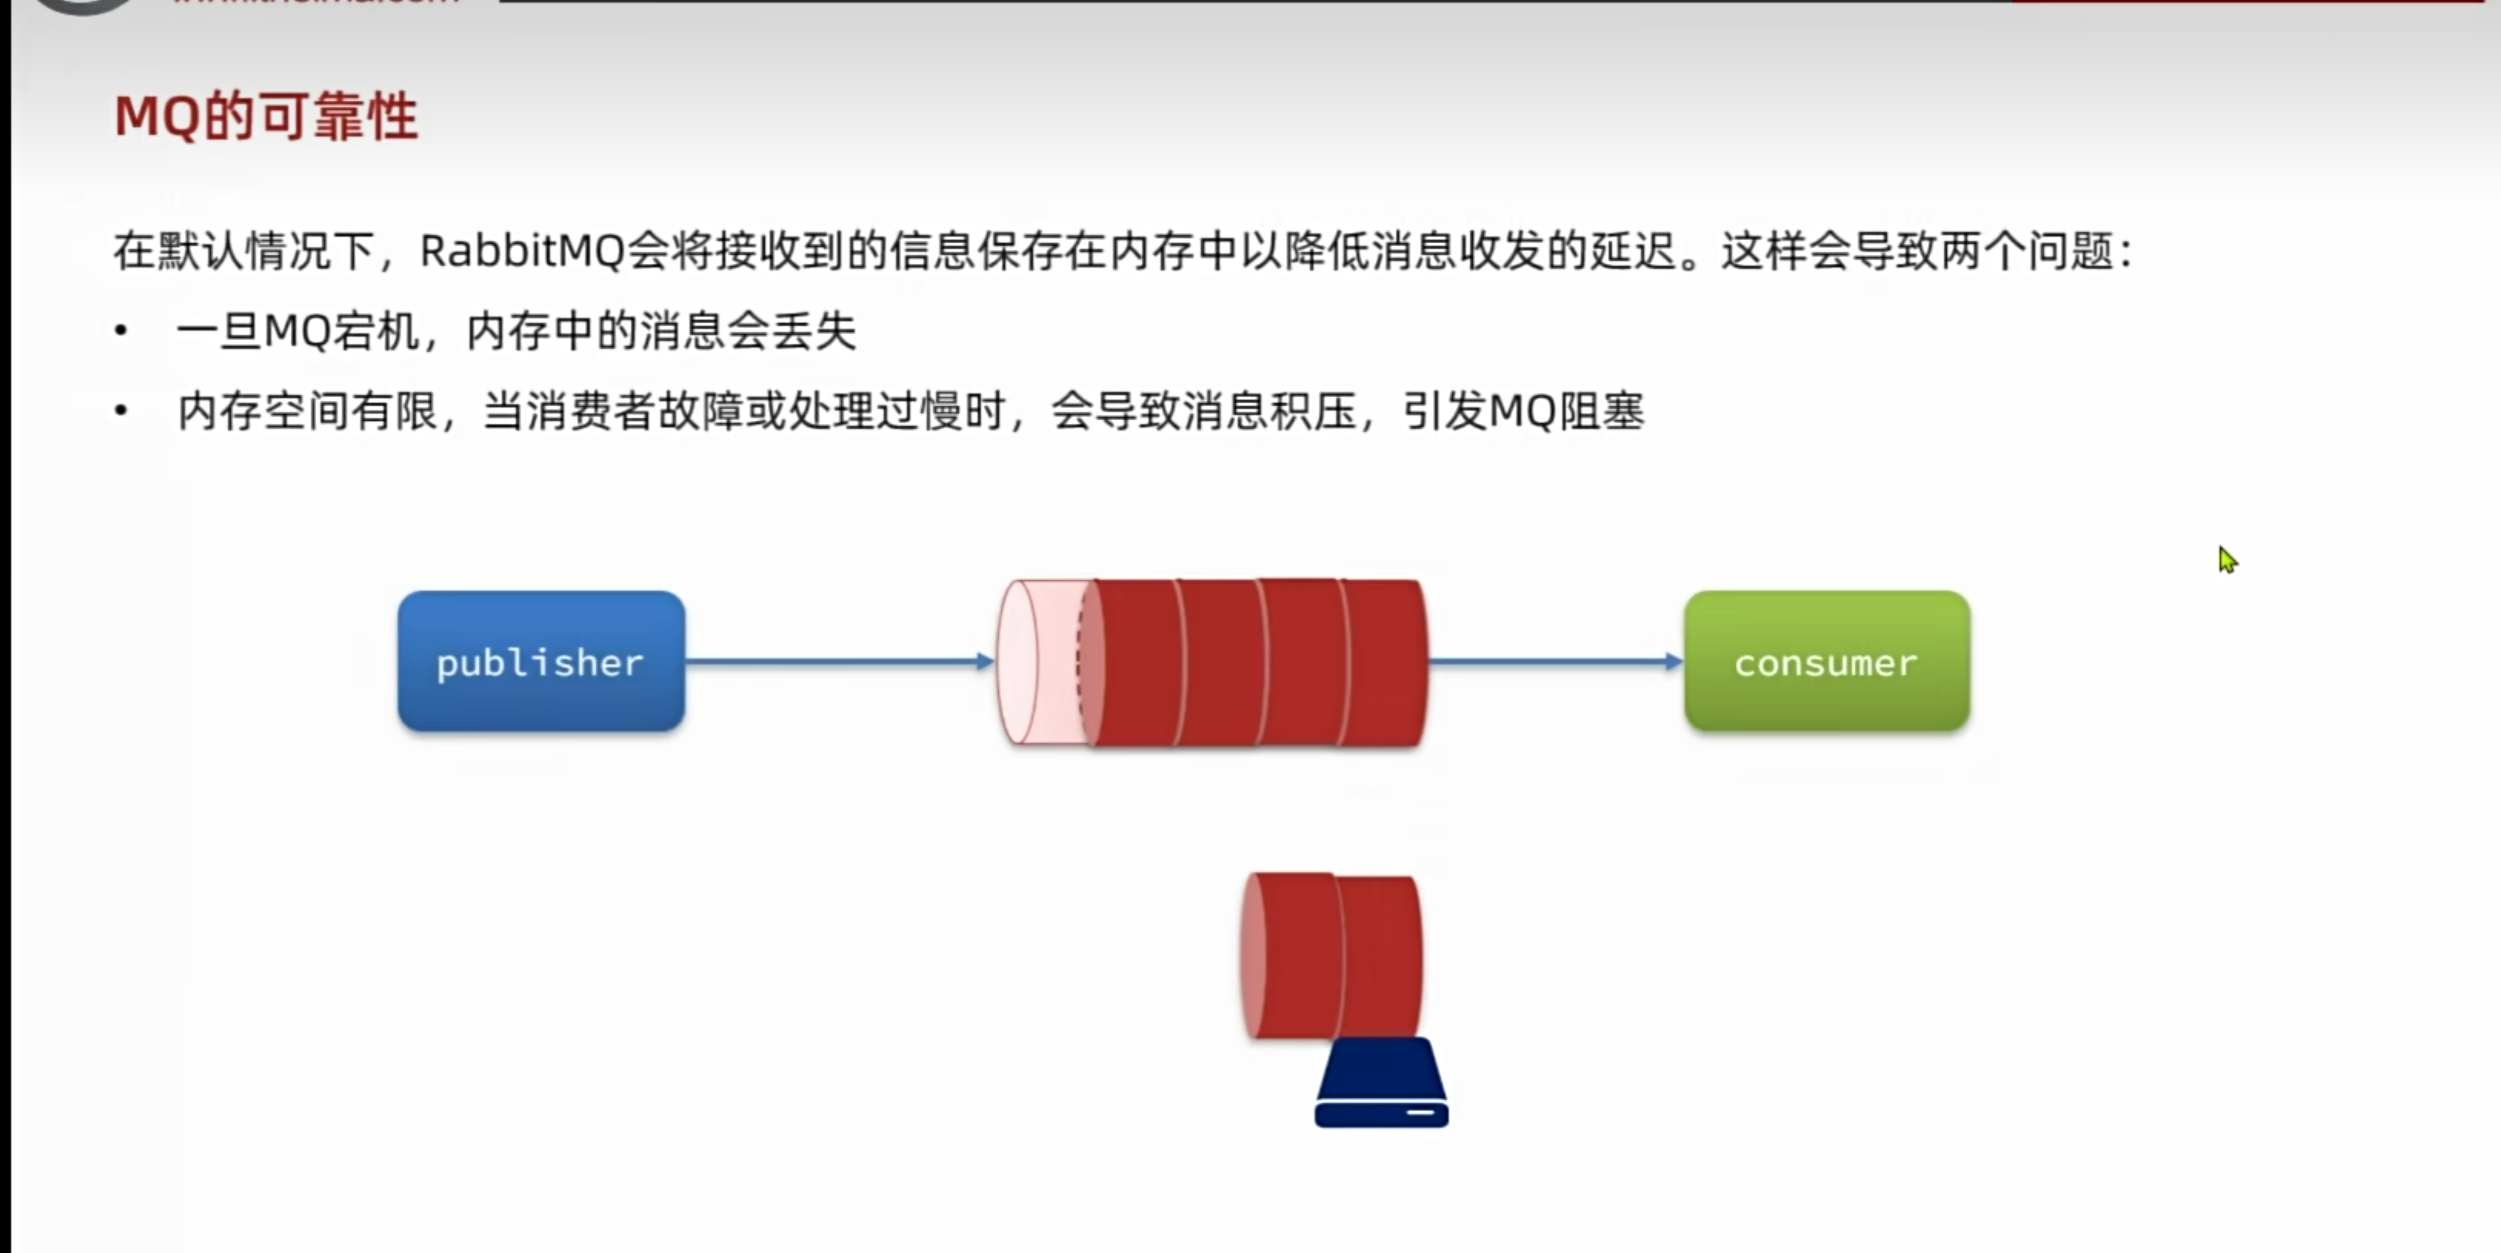 MQ的可靠性
在默认情况下，RabbitMQ会将接收到的信息保存在内存中以降低消息收发的延迟。这样会导致两个问题：
• 一旦MQ宕机，内存中的消息会丢失
• 内存空间有限，当消费者故障或处理过慢时，会导致消息积压，引发MQ阻塞
publisher
consumer